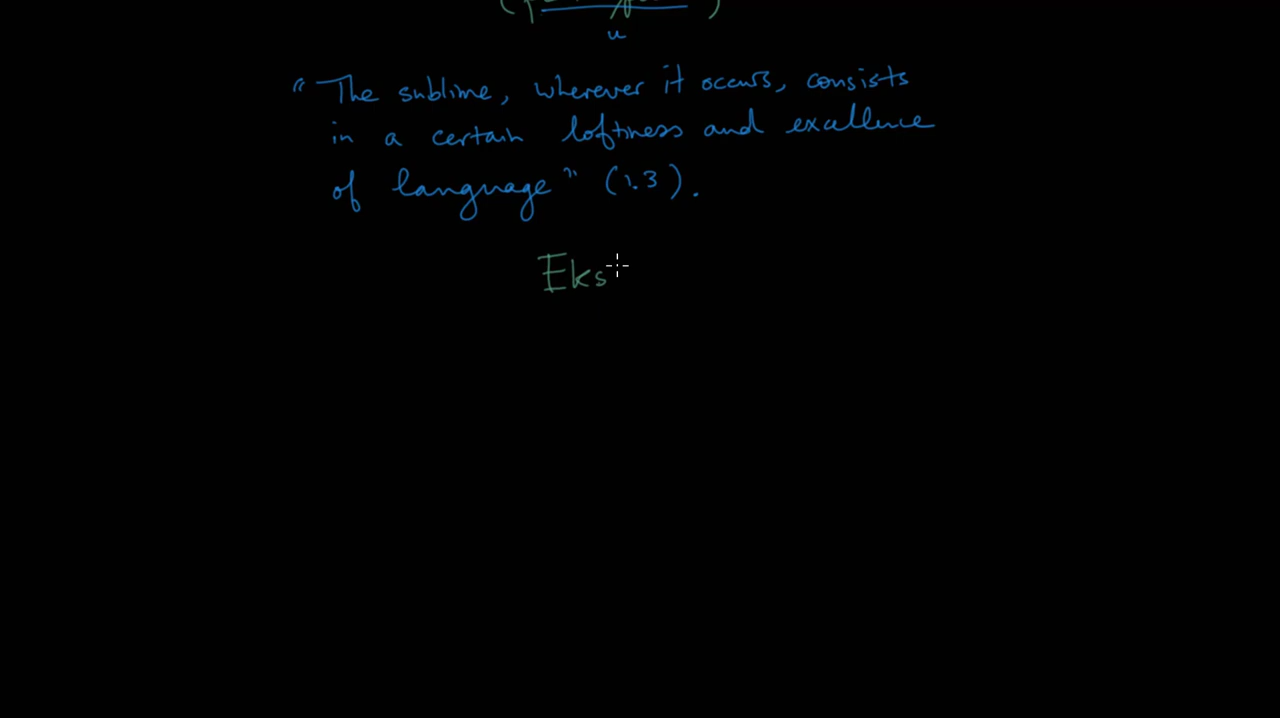 u
"The sublime, wherever it occurs, consists
in a certain loftiness and excellence
of language" (1.3).
Eks